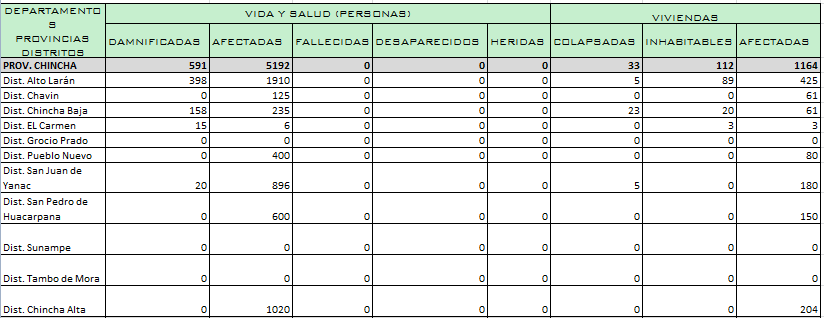 DEPARTAMENTO
S
PROVINCIAS
DISTRITOS
VIDA Y SALUD (PERSONAS)
VIVIENDAS
DAMNIFICADAS AFECTADAS FALLECIDAS DESAPARECIDOS HERIDAS COLAPSADAS INHABITABLES AFECTADAS
PROV. CHINCHA 591 5192 0 0 0 33 112 1164
Dist. Alto Larán 398 1910 0 0 0 5 89 425
Dist. Chavin 0 125 0 0 0 0 0 61
Dist. Chincha Baja 158 235 0 0 0 23 20 61
Dist. EL Carmen 15 6 0 0 0 0 3 3
Dist. Grocio Prado 0 0 0 0 0 0 0 0
Dist. Pueblo Nuevo 0 400 0 0 0 0 0 80
Dist. San Juan de
Yanac 20 896 0 0 0 5 0 180
Dist. San Pedro de
Huacarpana 0 600 0 0 0 0 0 150
Dist. Sunampe 0 0 0 0 0 0 0 0
Dist. Tambo de Mora 0 0 0 0 0 0 0 0
Dist. Chincha Alta 0 1020 0 0 0 0 0 204